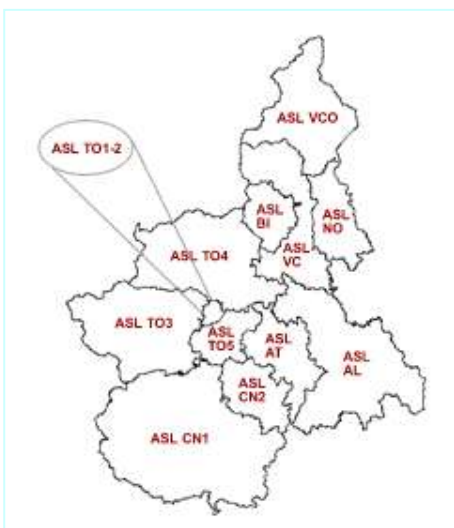 ASL VCO
ASL TO1-2
ASL
BI
ASL
NO
ASL
VC
ASL TO4
ASL TO3
ASL
TO5
ASL
AT
ASL
AL
ASL
CN2
ASL CN1